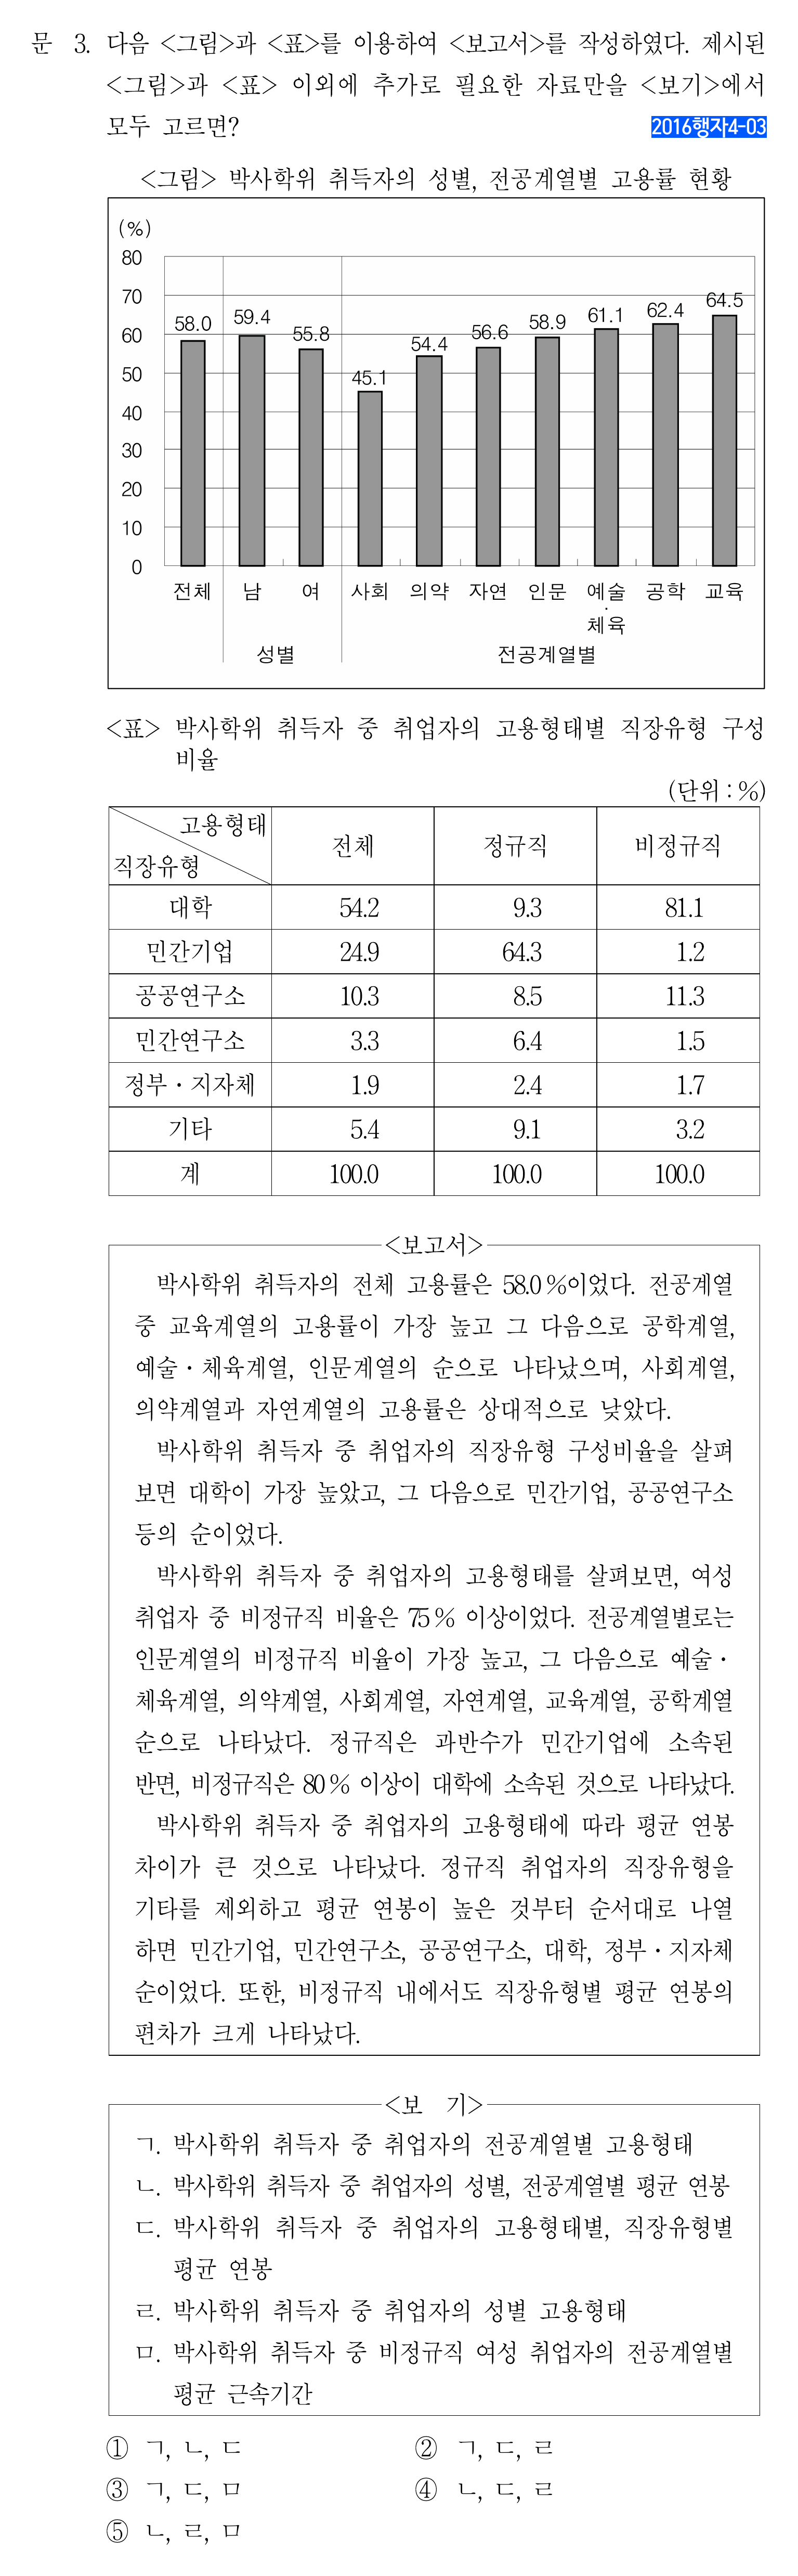 문 3. 다음 <그림>과 <표>를 이용하여 <보고서>를 작성하였다. 제시된
<그림>과 <표> 이외에 추가로 필요한 자료만을 <보기>에서
모두 고르면?
2016행자4-03
<그림> 박사학위 취득자의 성별, 전공계열별 고용률 현황
(%)
80
70
60
50
40
30
20
10
0
58.0 59.4 55.8 45.1 54.4 56.6 58.9 61.1 62.4 64.5
전체 남 여 사회 의약 자연 인문 예술·체육 공학 교육
성별 전공계열별
<표> 박사학위 취득자 중 취업자의 고용형태별 직장유형 구성
비율
(단위 : %)
고용형태
직장유형
전체 정규직 비정규직
대학 54.2 9.3 81.1
민간기업 24.9 64.3 1.2
공공연구소 10.3 8.5 11.3
민간연구소 3.3 6.4 1.5
정부·지자체 1.9 2.4 1.7
기타 5.4 9.1 3.2
계 100.0 100.0 100.0
<보고서>
박사학위 취득자의 전체 고용률은 58.0%이었다. 전공계열
중 교육계열의 고용률이 가장 높고 그 다음으로 공학계열,
예술·체육계열, 인문계열의 순으로 나타났으며, 사회계열,
의약계열과 자연계열의 고용률은 상대적으로 낮았다.
박사학위 취득자 중 취업자의 직장유형 구성비율을 살펴
보면 대학이 가장 높았고, 그 다음으로 민간기업, 공공연구소
등의 순이었다.
박사학위 취득자 중 취업자의 고용형태를 살펴보면, 여성
취업자 중 비정규직 비율은 75% 이상이었다. 전공계열별로는
인문계열의 비정규직 비율이 가장 높고, 그 다음으로 예술·
체육계열, 의약계열, 사회계열, 자연계열, 교육계열, 공학계열
순으로 나타났다. 정규직은 과반수가 민간기업에 소속된
반면, 비정규직은 80% 이상이 대학에 소속된 것으로 나타났다.
박사학위 취득자 중 취업자의 고용형태에 따라 평균 연봉
차이가 큰 것으로 나타났다. 정규직 취업자의 직장유형을
기타를 제외하고 평균 연봉이 높은 것부터 순서대로 나열
하면 민간기업, 민간연구소, 공공연구소, 대학, 정부·지자체
순이었다. 또한, 비정규직 내에서도 직장유형별 평균 연봉의
편차가 크게 나타났다.
<보 기>
ㄱ. 박사학위 취득자 중 취업자의 전공계열별 고용형태
ㄴ. 박사학위 취득자 중 취업자의 성별, 전공계열별 평균 연봉
ㄷ. 박사학위 취득자 중 취업자의 고용형태별, 직장유형별
평균 연봉
ㄹ. 박사학위 취득자 중 취업자의 성별 고용형태
ㅁ. 박사학위 취득자 중 비정규직 여성 취업자의 전공계열별
평균 근속기간
① ㄱ, ㄴ, ㄷ ② ㄱ, ㄷ, ㄹ
③ ㄱ, ㄷ, ㅁ ④ ㄴ, ㄷ, ㄹ
⑤ ㄴ, ㄹ, ㅁ